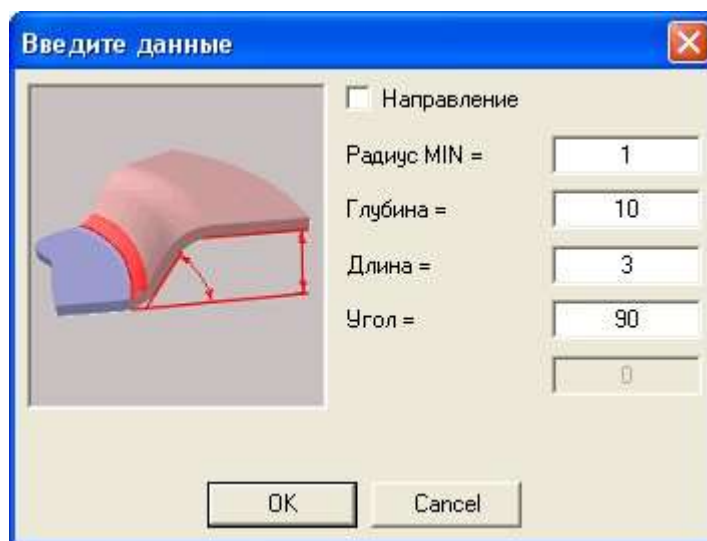 Введите данные
Направление
Радиус MIN = 1
Глубина = 10
Длина = 3
Угол = 90
0
OK Cancel